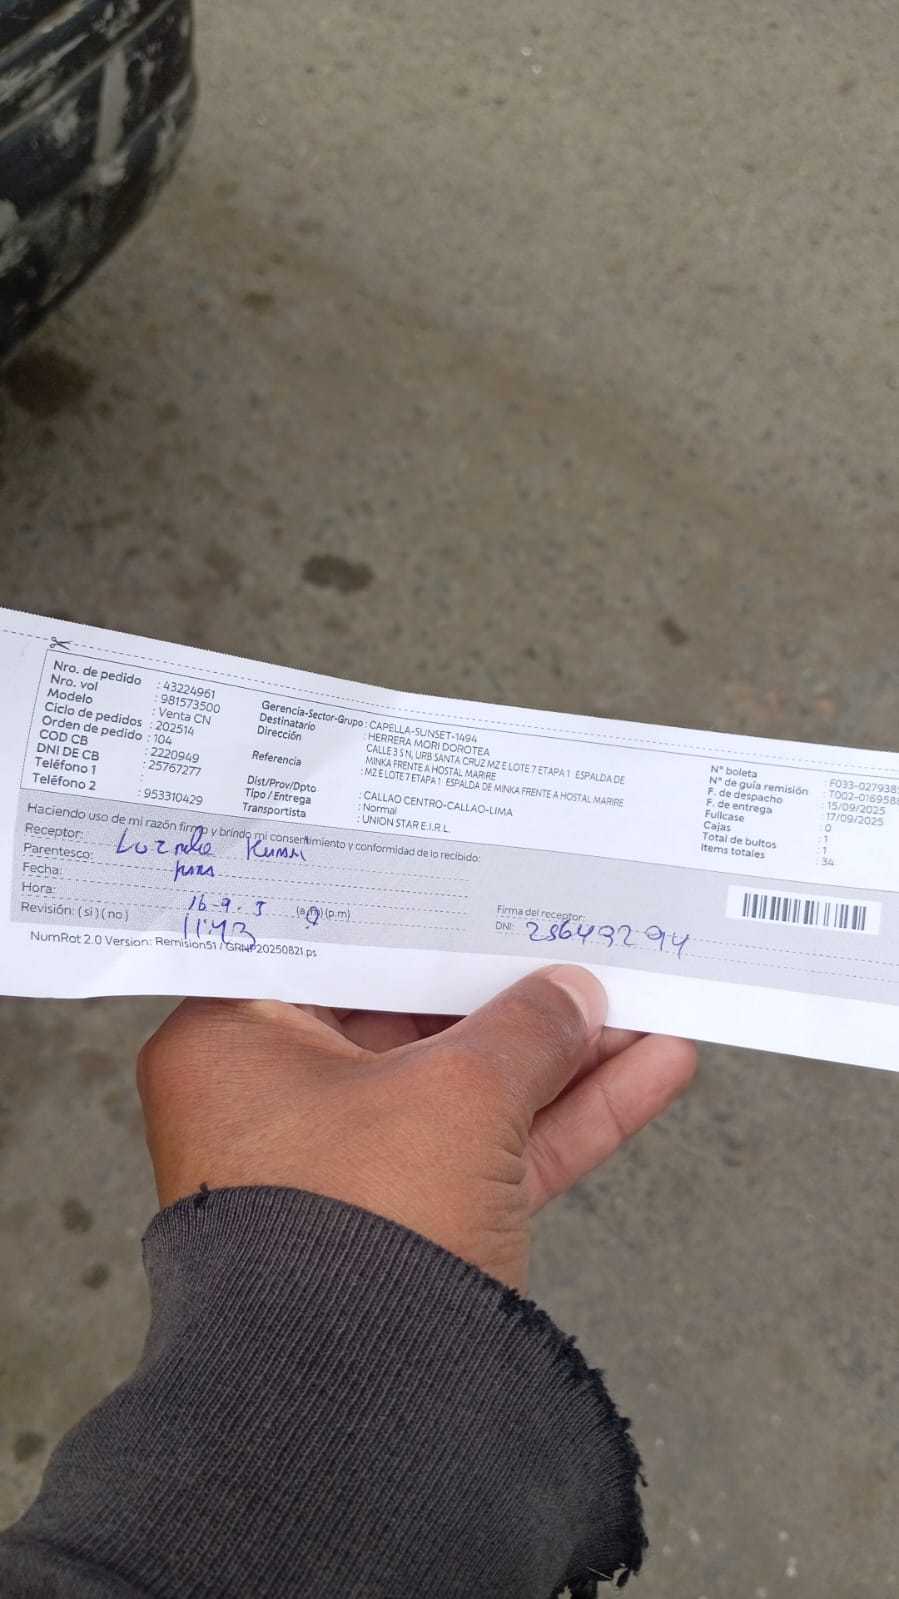 Nro. de pedido : 43224961
Nro. vol : 981573500
Modelo : Venta CN
Ciclo de pedidos : 202514
Orden de pedido : 104
COD CB : 2220949
DNI DE CB : 25767277
Teléfono 1
Teléfono 2 : 953310429
Gerencia-Sector-Grupo : CAPELLA-SUNSET-1494
Destinatario : HERRERA MORI DOROTEA
Dirección : CALLE 3 S N, URB SANTA CRUZ MZ E LOTE 7 ETAPA 1 ESPALDA DE
MINKA FRENTE A HOSTAL MARIRE
Referencia : MZ E LOTE 7 ETAPA 1 ESPALDA DE MINKA FRENTE A HOSTAL MARIRE
Dist/Prov/Dpto : CALLAO CENTRO-CALLAO-LIMA
Tipo / Entrega : Normal
Transportista : UNION STAR E.I.R.L.
N° boleta : F033-027938
N° de guía remisión : T002-016958
F. de despacho : 15/09/2025
F. de entrega : 17/09/2025
Fullcase : 0
Cajas : 1
Total de bultos : 1
Items totales : 34
Haciendo uso de mi razón firmo y brindo mi consentimiento y conformidad de lo recibido:
Receptor:
Parentesco:
Fecha: 16-9-
Hora: 11:43 (a.m) (p.m)
Revisión: ( si ) ( no )
Firma del receptor:
DNI:
NumRot 2.0 Version: Remision51 / GRNP20250821.ps